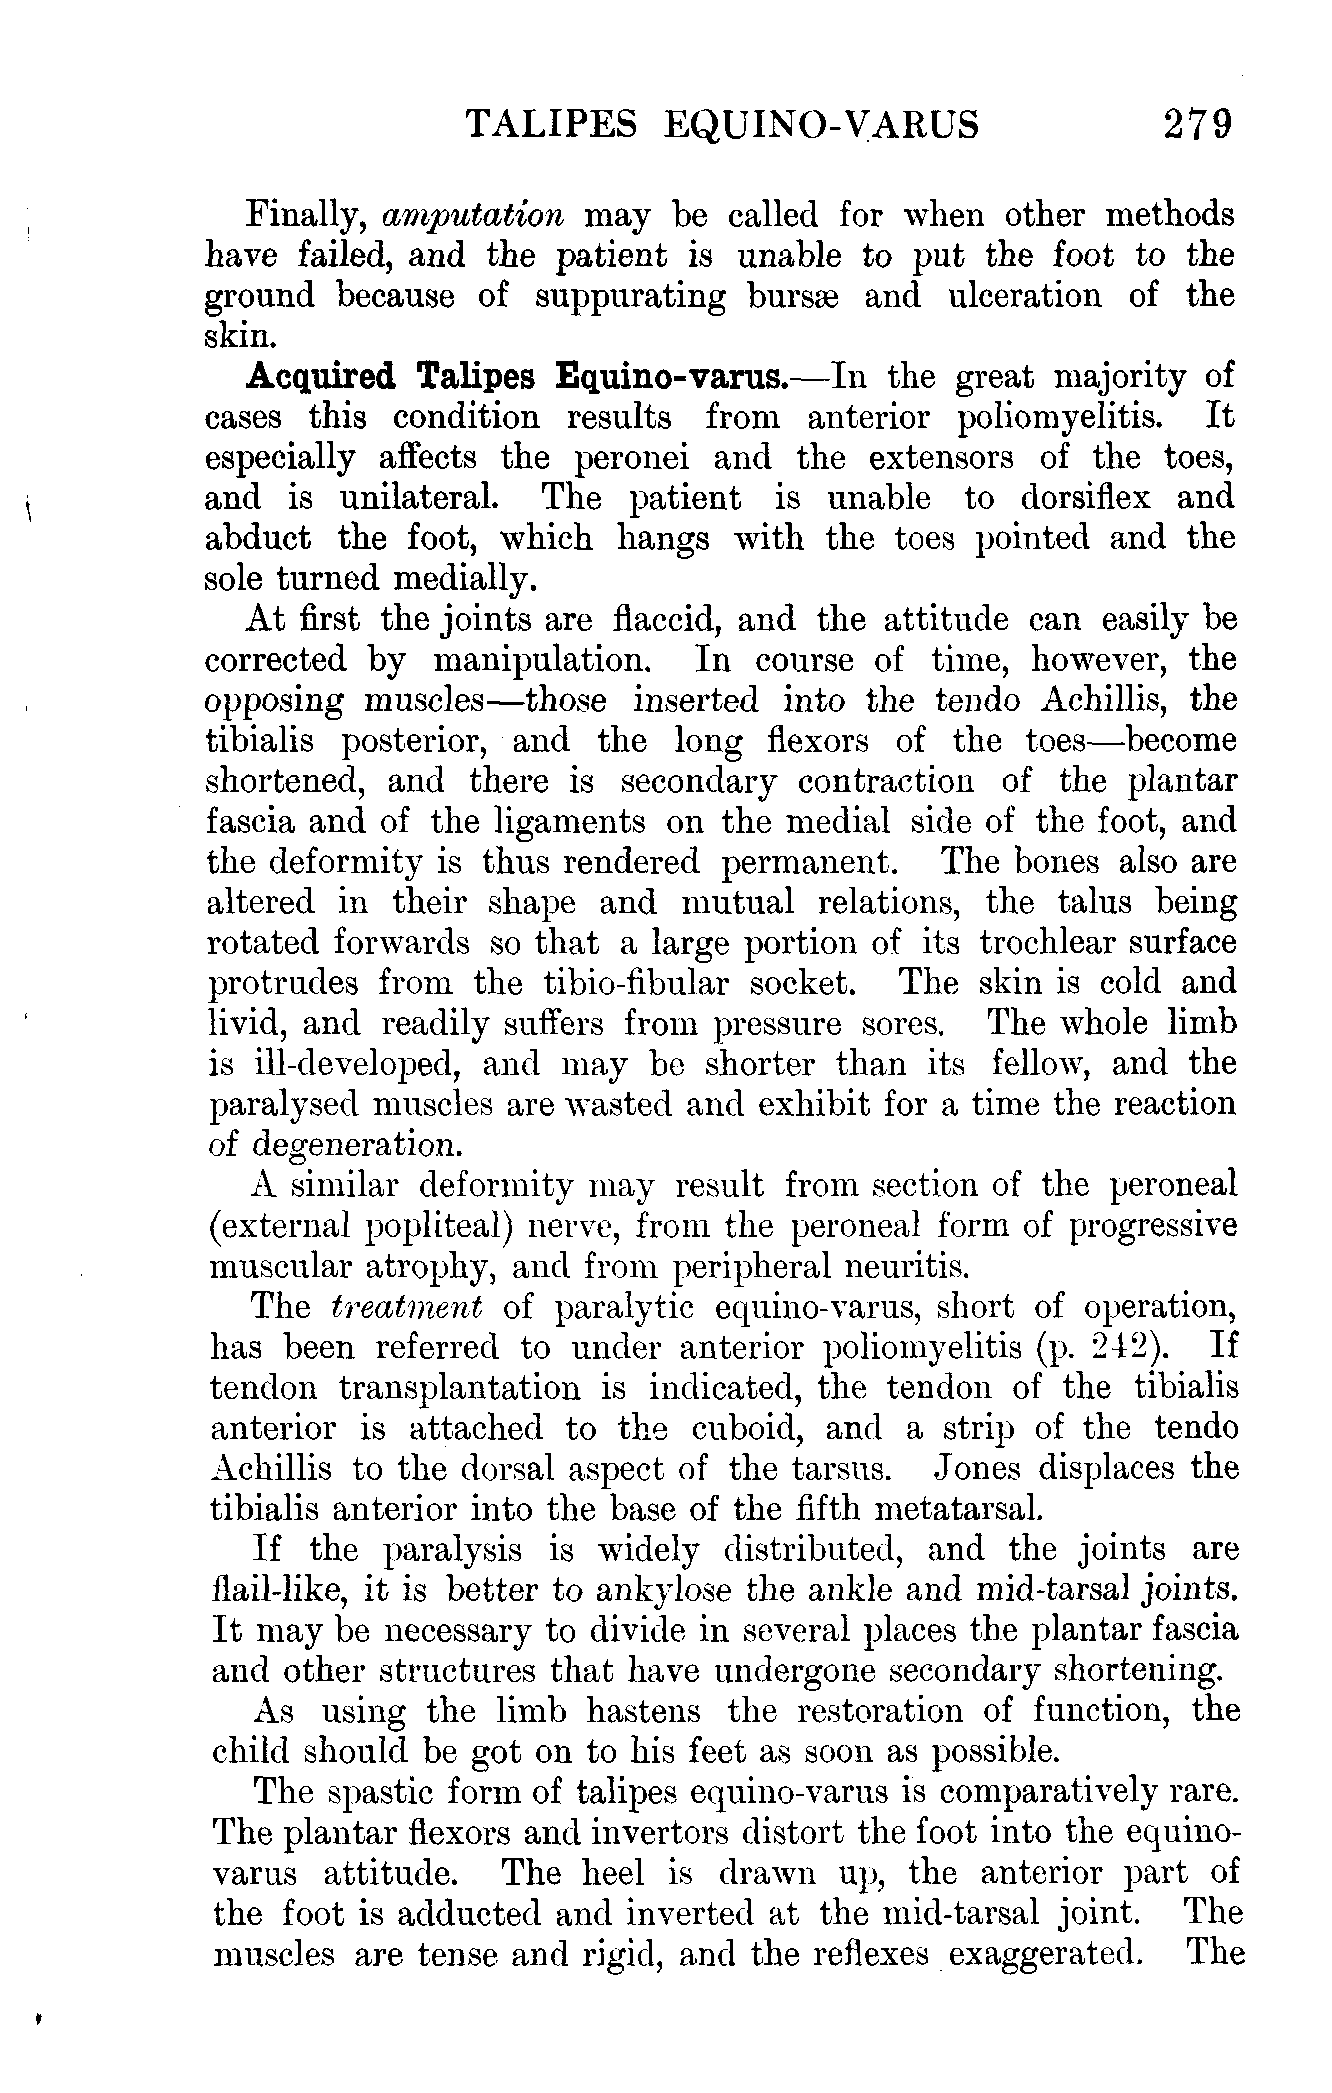 TALIPES EQUINO-VARUS 279
Finally, amputation may be called for when other methods
have failed, and the patient is unable to put the foot to the
ground because of suppurating bursæ and ulceration of the
skin.
Acquired Talipes Equino-varus.—In the great majority of
cases this condition results from anterior poliomyelitis. It
especially affects the peronei and the extensors of the toes,
and is unilateral. The patient is unable to dorsiflex and
abduct the foot, which hangs with the toes pointed and the
sole turned medially.
At first the joints are flaccid, and the attitude can easily be
corrected by manipulation. In course of time, however, the
opposing muscles—those inserted into the tendo Achillis, the
tibialis posterior, and the long flexors of the toes—become
shortened, and there is secondary contraction of the plantar
fascia and of the ligaments on the medial side of the foot, and
the deformity is thus rendered permanent. The bones also are
altered in their shape and mutual relations, the talus being
rotated forwards so that a large portion of its trochlear surface
protrudes from the tibio-fibular socket. The skin is cold and
livid, and readily suffers from pressure sores. The whole limb
is ill-developed, and may be shorter than its fellow, and the
paralysed muscles are wasted and exhibit for a time the reaction
of degeneration.
A similar deformity may result from section of the peroneal
(external popliteal) nerve, from the peroneal form of progressive
muscular atrophy, and from peripheral neuritis.
The treatment of paralytic equino-varus, short of operation,
has been referred to under anterior poliomyelitis (p. 242). If
tendon transplantation is indicated, the tendon of the tibialis
anterior is attached to the cuboid, and a strip of the tendo
Achillis to the dorsal aspect of the tarsus. Jones displaces the
tibialis anterior into the base of the fifth metatarsal.
If the paralysis is widely distributed, and the joints are
flail-like, it is better to ankylose the ankle and mid-tarsal joints.
It may be necessary to divide in several places the plantar fascia
and other structures that have undergone secondary shortening.
As using the limb hastens the restoration of function, the
child should be got on to his feet as soon as possible.
The spastic form of talipes equino-varus is comparatively rare.
The plantar flexors and invertors distort the foot into the equino-
varus attitude. The heel is drawn up, the anterior part of
the foot is adducted and inverted at the mid-tarsal joint. The
muscles are tense and rigid, and the reflexes exaggerated. The